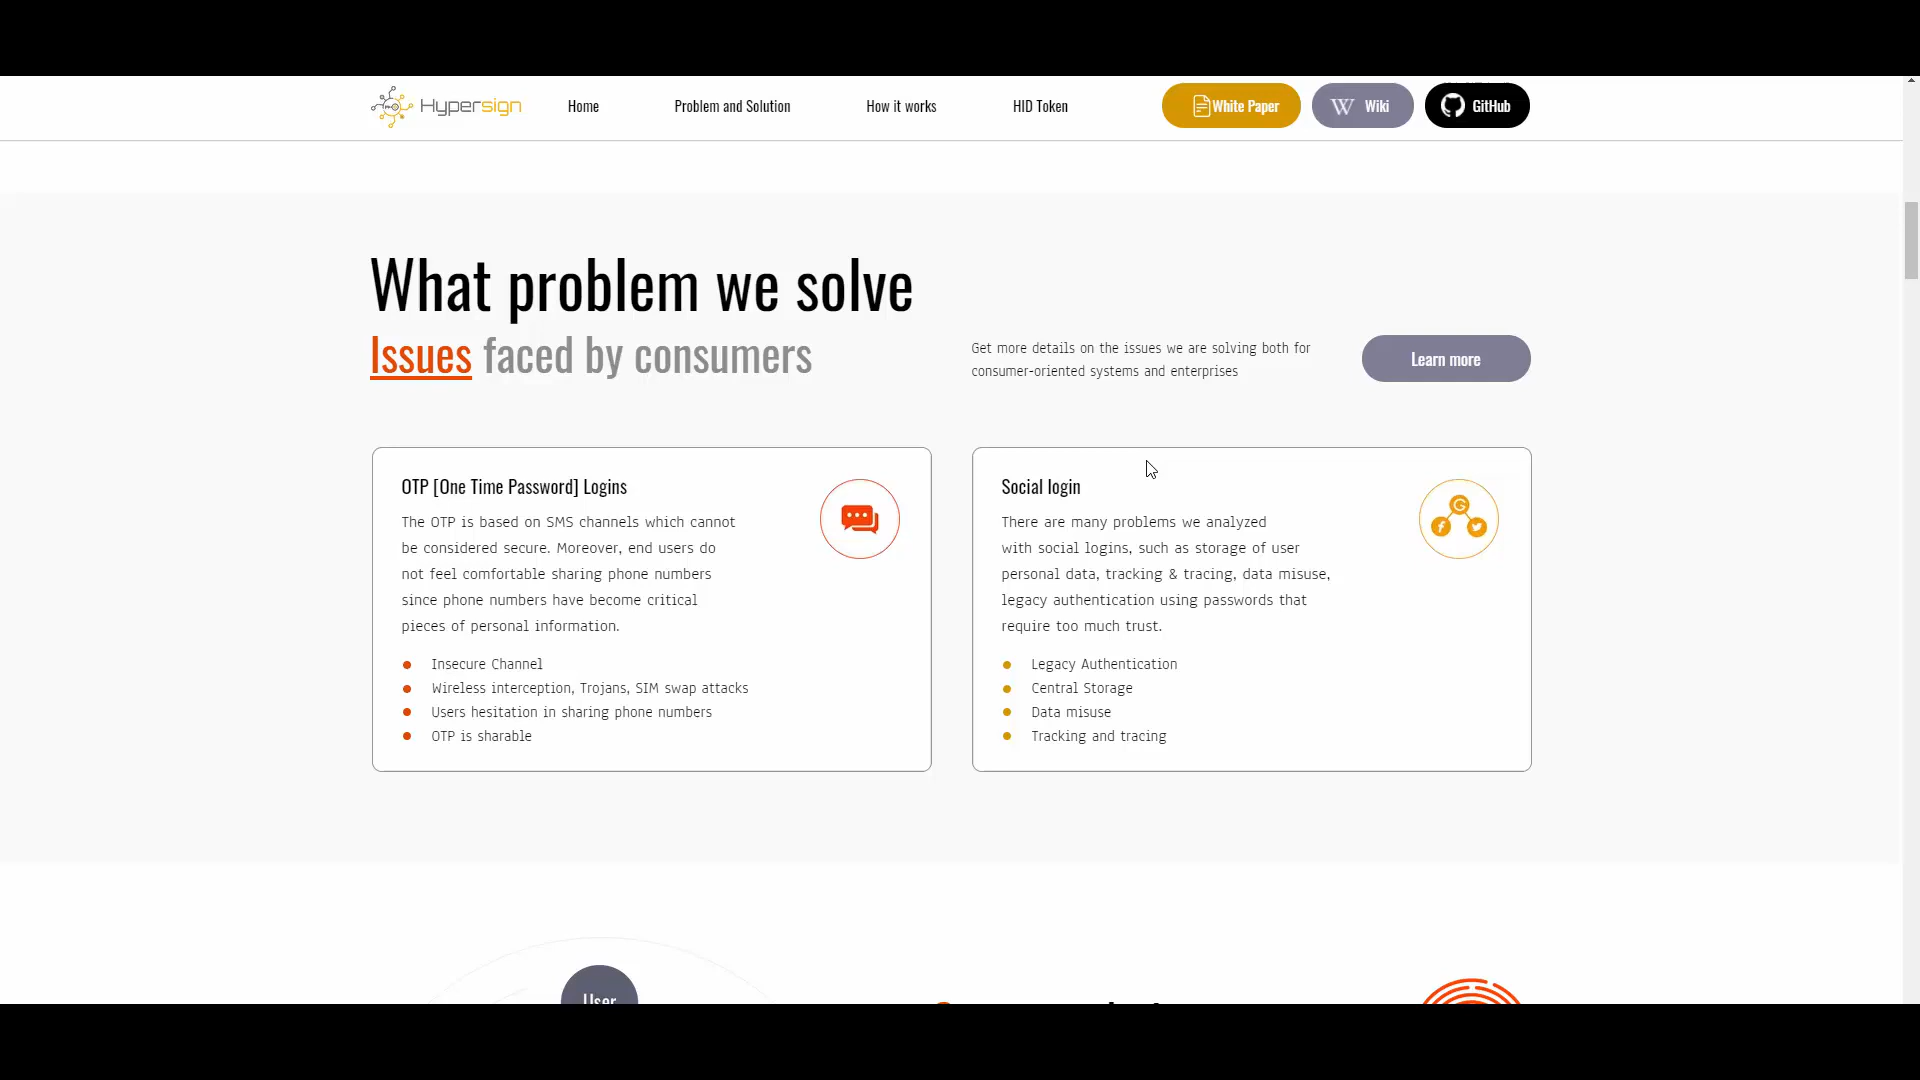 Hypersign
Home
Problem and Solution
How it works
HID Token
White Paper
Wiki
GitHub
What problem we solve
Issues faced by consumers
Get more details on the issues we are solving both for
consumer-oriented systems and enterprises
Learn more
OTP [One Time Password] Logins
The OTP is based on SMS channels which cannot
be considered secure. Moreover, end users do
not feel comfortable sharing phone numbers
since phone numbers have become critical
pieces of personal information.
Insecure Channel
Wireless interception, Trojans, SIM swap attacks
Users hesitation in sharing phone numbers
OTP is sharable
Social login
There are many problems we analyzed
with social logins, such as storage of user
personal data, tracking & tracing, data misuse,
legacy authentication using passwords that
require too much trust.
Legacy Authentication
Central Storage
Data misuse
Tracking and tracing
User